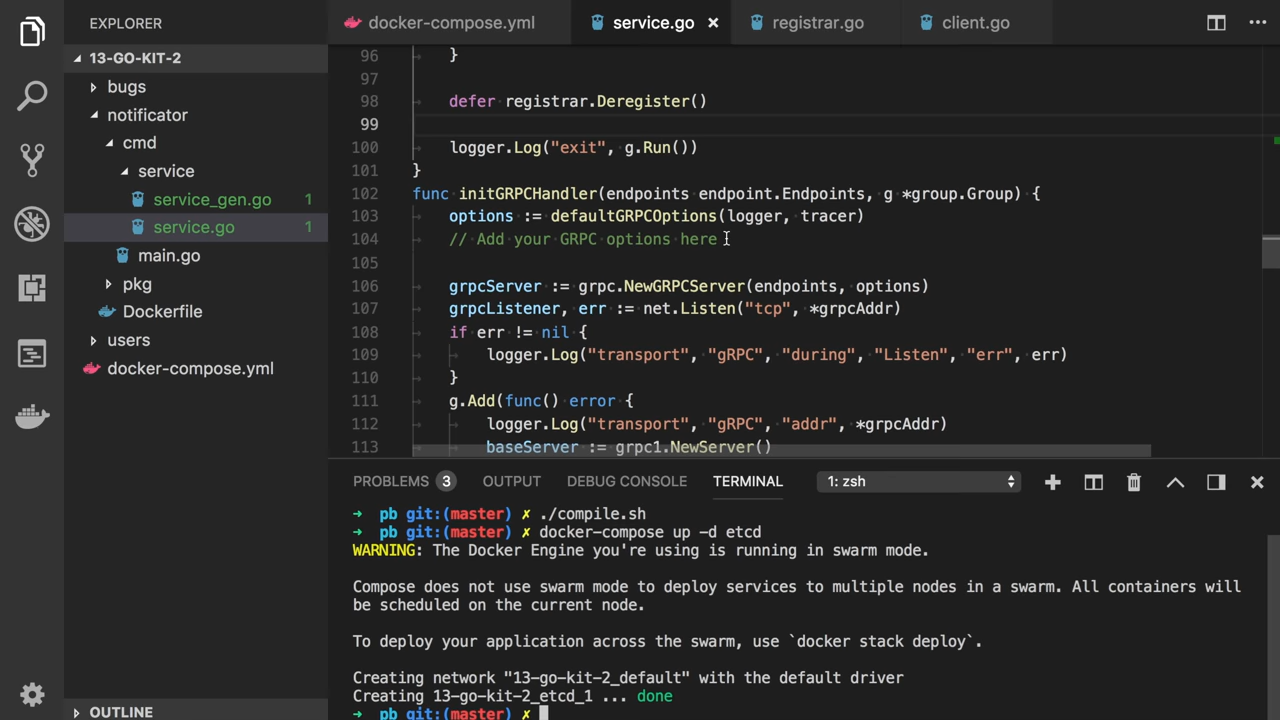 EXPLORER
docker-compose.yml
service.go
registrar.go
client.go
13-GO-KIT-2
bugs
notificator
cmd
service
service_gen.go 1
service.go 1
main.go
pkg
Dockerfile
users
docker-compose.yml
OUTLINE
96 }
97
98 defer registrar.Deregister()
99
100 logger.Log("exit", g.Run())
101 }
102 func initGRPCHandler(endpoints endpoint.Endpoints, g *group.Group) {
103 options := defaultGRPCOptions(logger, tracer)
104 // Add your GRPC options here
105
106 grpcServer := grpc.NewGRPCServer(endpoints, options)
107 grpcListener, err := net.Listen("tcp", *grpcAddr)
108 if err != nil {
109 logger.Log("transport", "gRPC", "during", "Listen", "err", err)
110 }
111 g.Add(func() error {
112 logger.Log("transport", "gRPC", "addr", *grpcAddr)
113 baseServer := grpc1.NewServer()
PROBLEMS 3 OUTPUT DEBUG CONSOLE TERMINAL 1: zsh
→ pb git:(master) ✗ ./compile.sh
→ pb git:(master) ✗ docker-compose up -d etcd
WARNING: The Docker Engine you're using is running in swarm mode.
Compose does not use swarm mode to deploy services to multiple nodes in a swarm. All containers will
be scheduled on the current node.
To deploy your application across the swarm, use `docker stack deploy`.
Creating network "13-go-kit-2_default" with the default driver
Creating 13-go-kit-2_etcd_1 ... done
→ pb git:(master) ✗